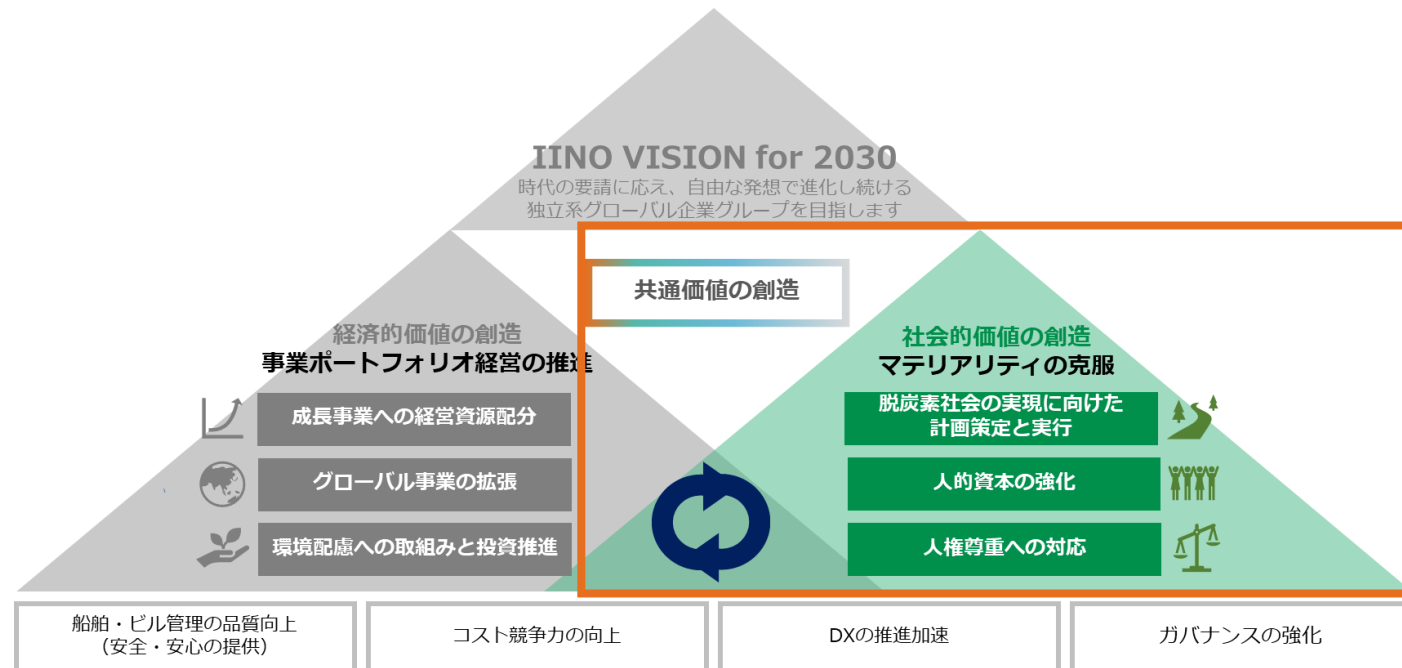 IINO VISION for 2030
時代の要請に応え、自由な発想で進化し続ける
独立系グローバル企業グループを目指します
共通価値の創造
経済的価値の創造
事業ポートフォリオ経営の推進
成長事業への経営資源配分
グローバル事業の拡張
環境配慮への取組みと投資推進
社会的価値の創造
マテリアリティの克服
脱炭素社会の実現に向けた
計画策定と実行
人的資本の強化
人権尊重への対応
船舶・ビル管理の品質向上
（安全・安心の提供）
コスト競争力の向上
DXの推進加速
ガバナンスの強化